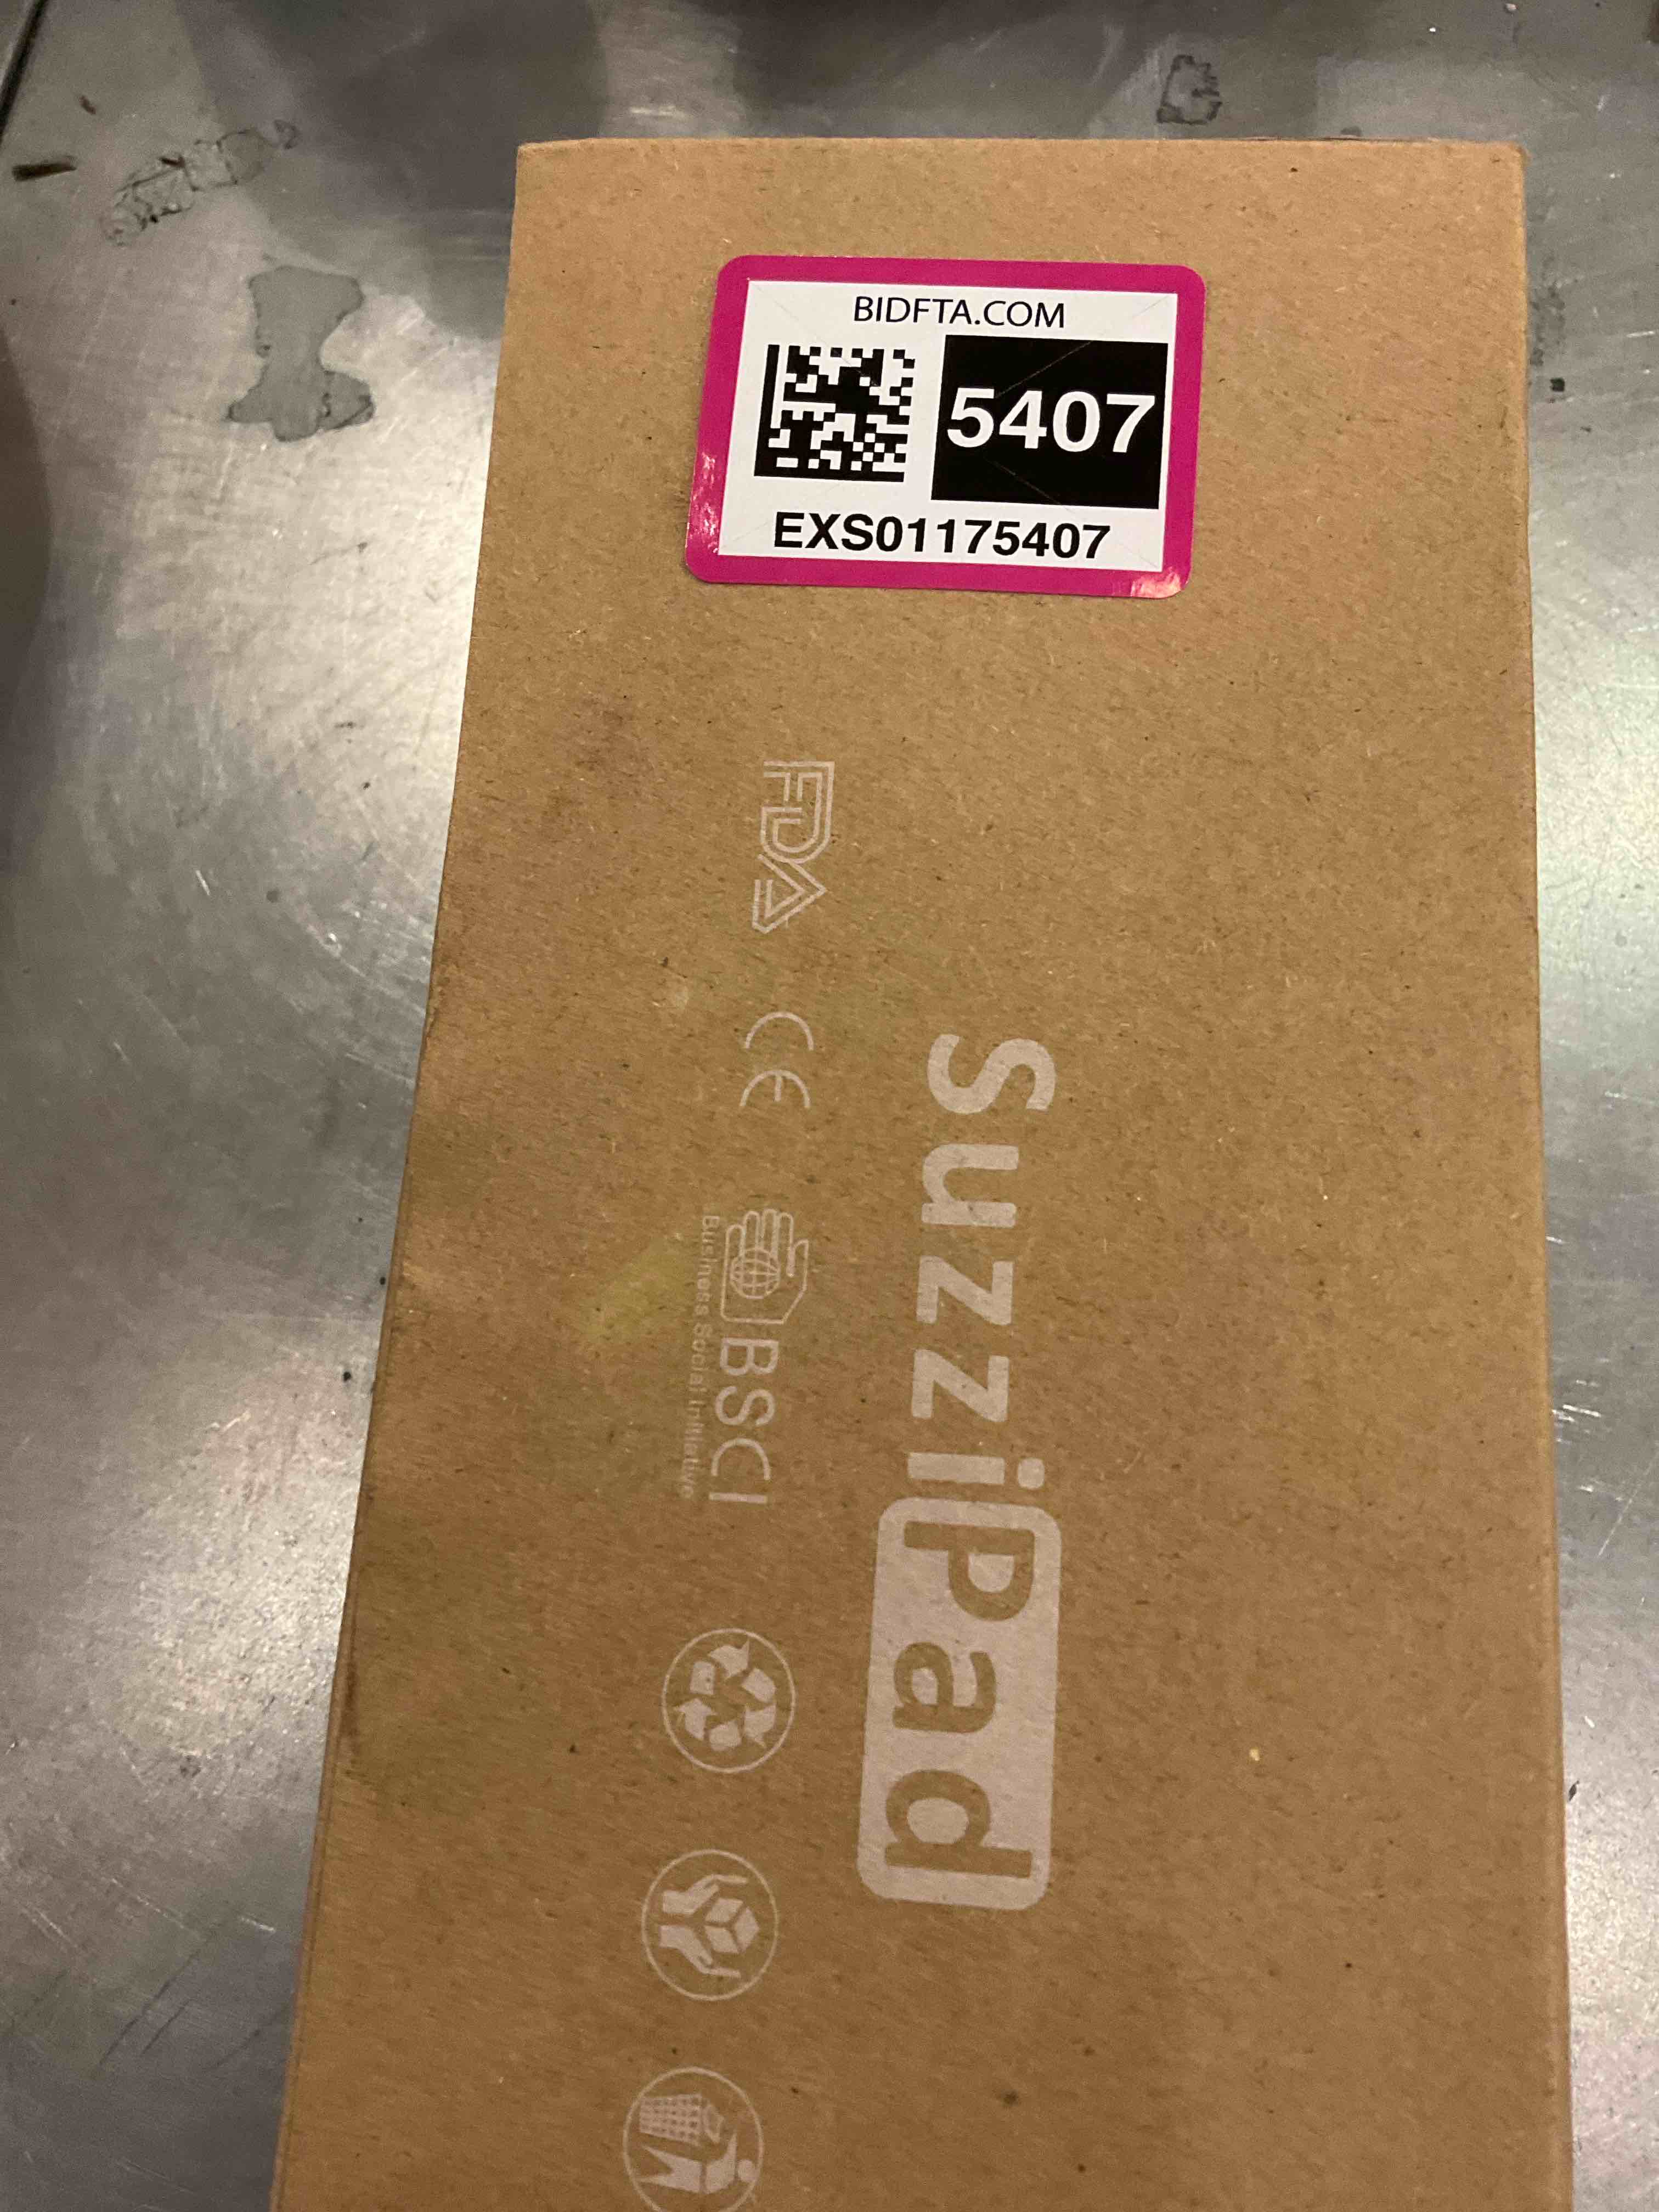 BIDFTA.COM
5407
EXS01175407
FDA
CE
BSCI
Business Social Initiative
SuzziPad